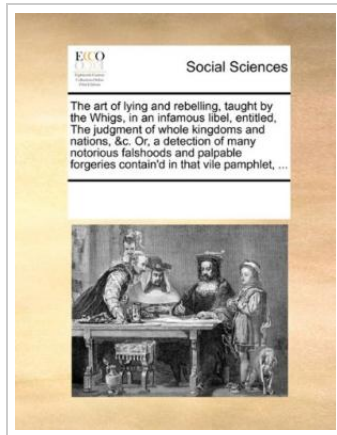 ECCO
Social Sciences
The art of lying and rebelling, taught by
the Whigs, in an infamous libel, entitled,
The judgment of whole kingdoms and
nations, &c. Or, a detection of many
notorious falshoods and palpable
forgeries contain'd in that vile pamphlet, ...